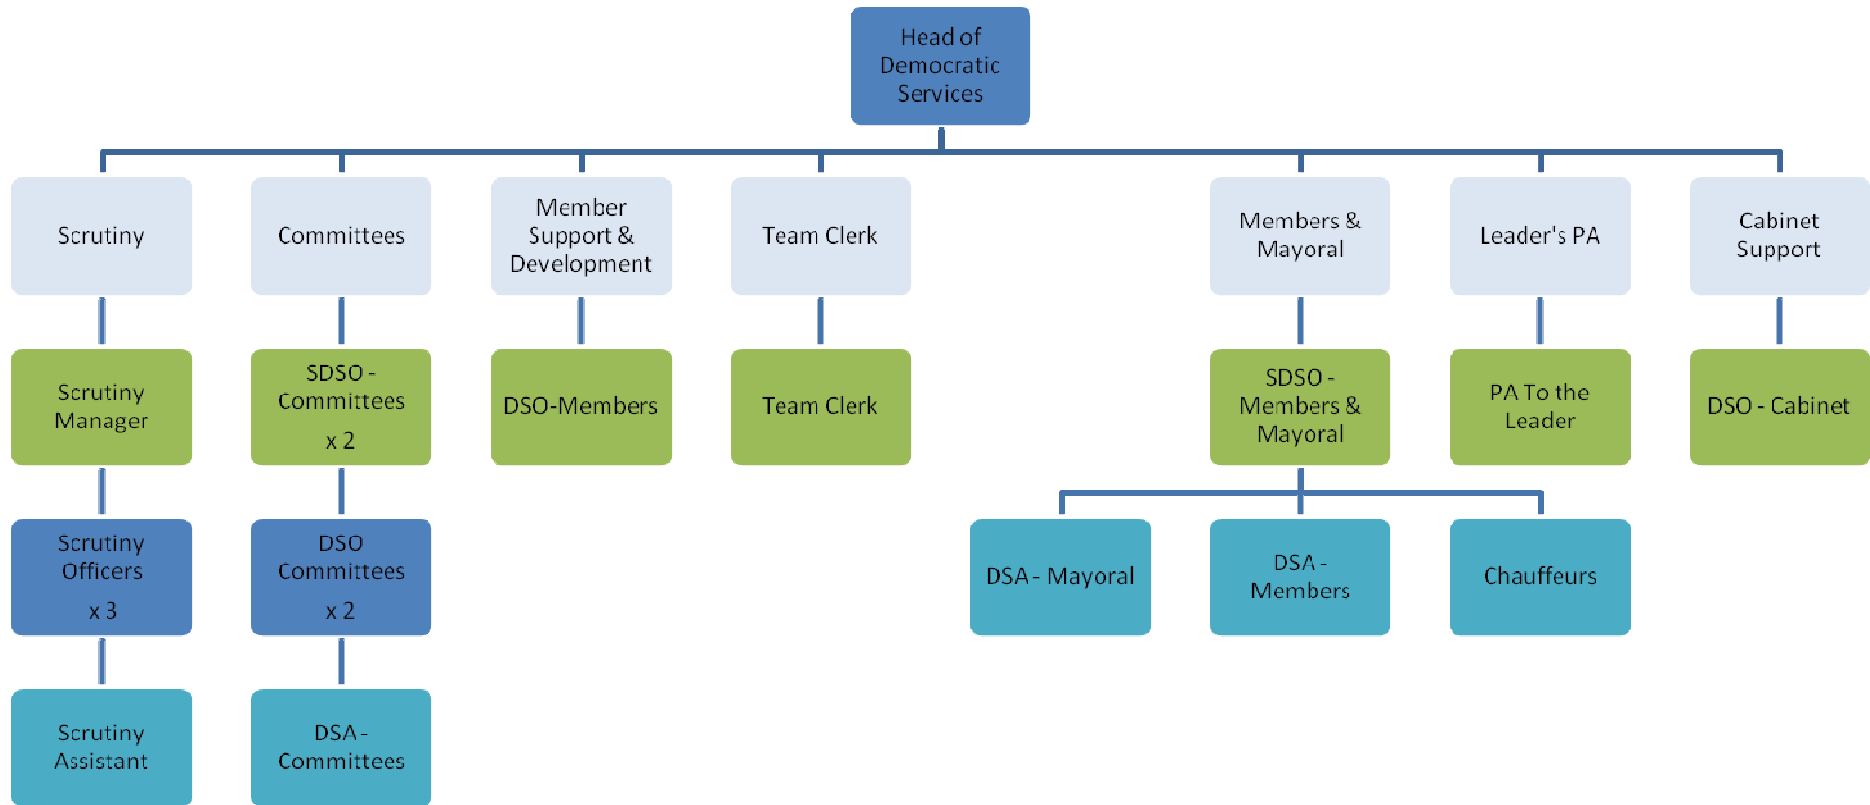 Head of
Democratic
Services
Scrutiny
Committees
Member
Support &
Development
Team Clerk
Members &
Mayoral
Leader's PA
Cabinet
Support
Scrutiny
Manager
SDSO -
Committees
x 2
DSO-Members
Team Clerk
SDSO -
Members &
Mayoral
PA To the
Leader
DSO - Cabinet
Scrutiny
Officers
x 3
DSO
Committees
x 2
DSA - Mayoral
DSA -
Members
Chauffeurs
Scrutiny
Assistant
DSA -
Committees